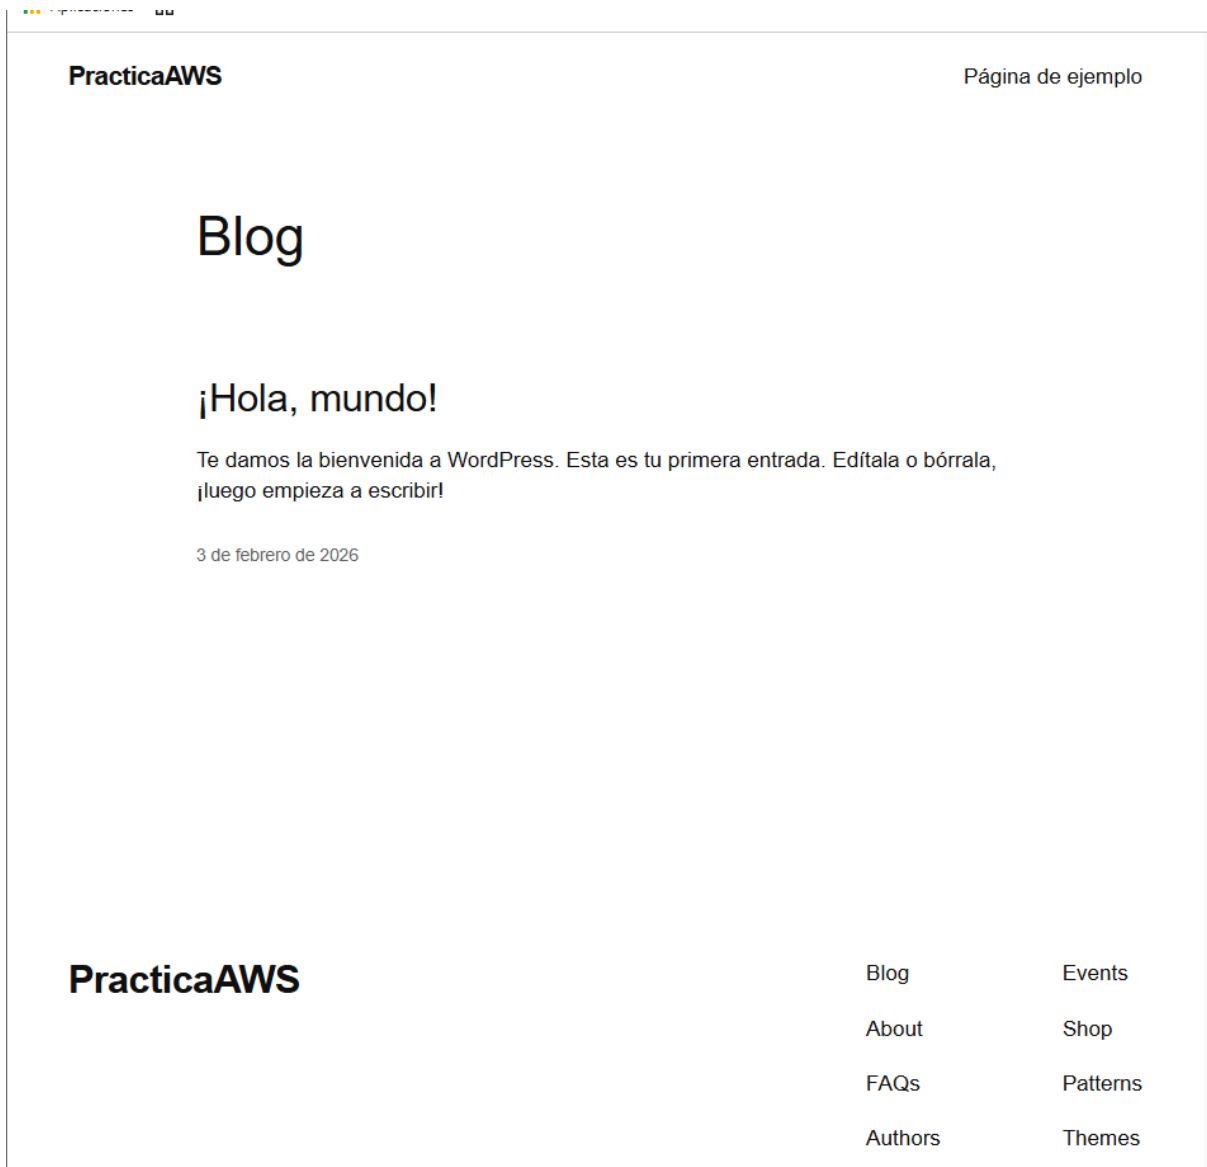 PracticaAWS
Página de ejemplo
Blog
¡Hola, mundo!
Te damos la bienvenida a WordPress. Esta es tu primera entrada. Edítala o bórrala,
¡luego empieza a escribir!
3 de febrero de 2026
PracticaAWS
Blog
About
FAQs
Authors
Events
Shop
Patterns
Themes